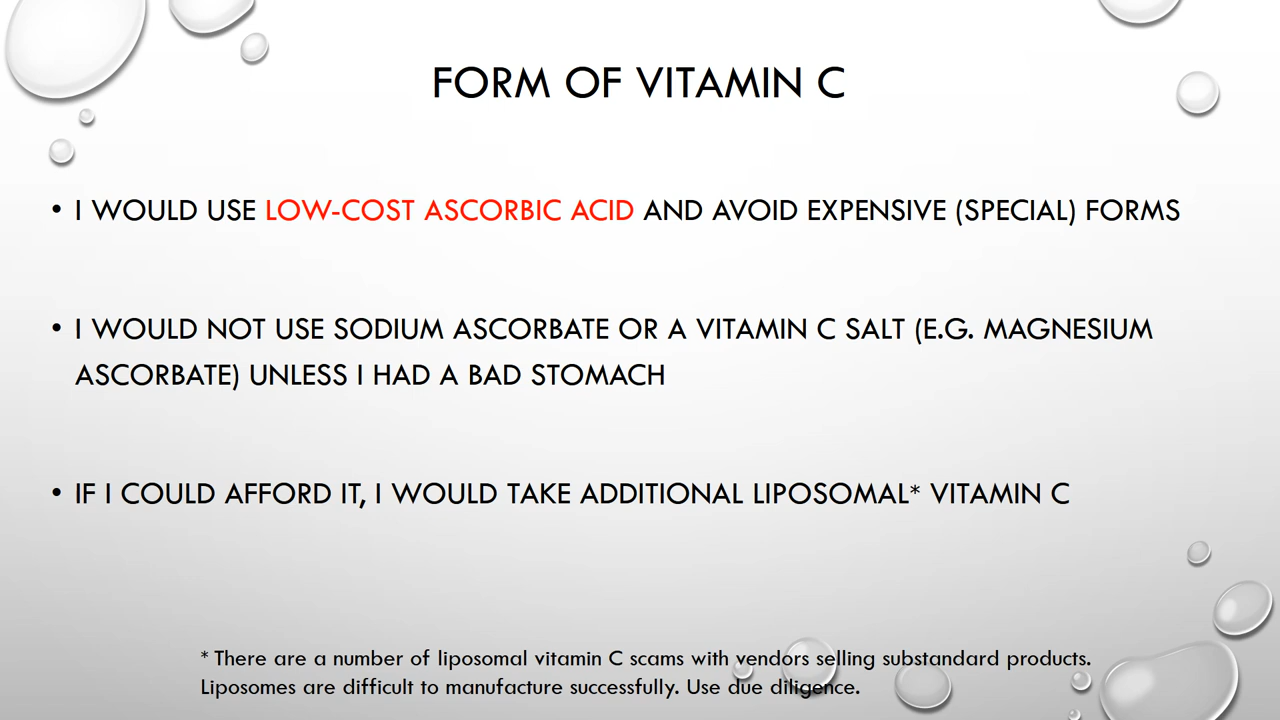 FORM OF VITAMIN C
• I WOULD USE LOW-COST ASCORBIC ACID AND AVOID EXPENSIVE (SPECIAL) FORMS
• I WOULD NOT USE SODIUM ASCORBATE OR A VITAMIN C SALT (E.G. MAGNESIUM
ASCORBATE) UNLESS I HAD A BAD STOMACH
• IF I COULD AFFORD IT, I WOULD TAKE ADDITIONAL LIPOSOMAL* VITAMIN C
* There are a number of liposomal vitamin C scams with vendors selling substandard products.
Liposomes are difficult to manufacture successfully. Use due diligence.